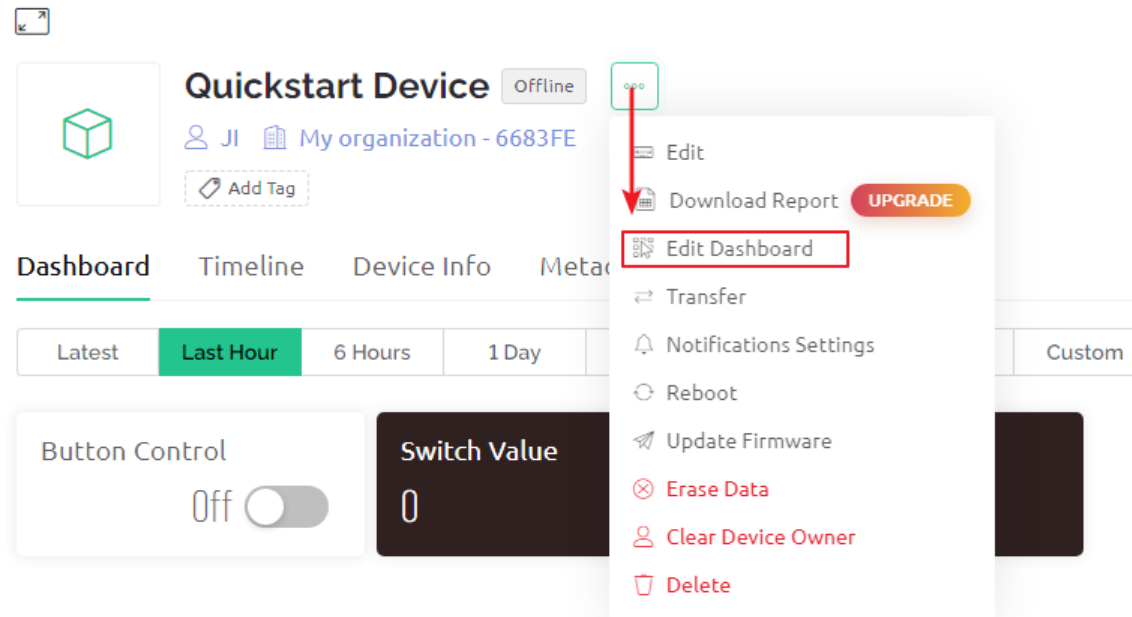 Quickstart Device Offline
JI My organization - 6683FE
Add Tag
Dashboard Timeline Device Info
Latest Last Hour 6 Hours 1 Day Custom
Button Control
Off
Switch Value
0
Edit
Download Report UPGRADE
Edit Dashboard
Transfer
Notifications Settings
Reboot
Update Firmware
Erase Data
Clear Device Owner
Delete